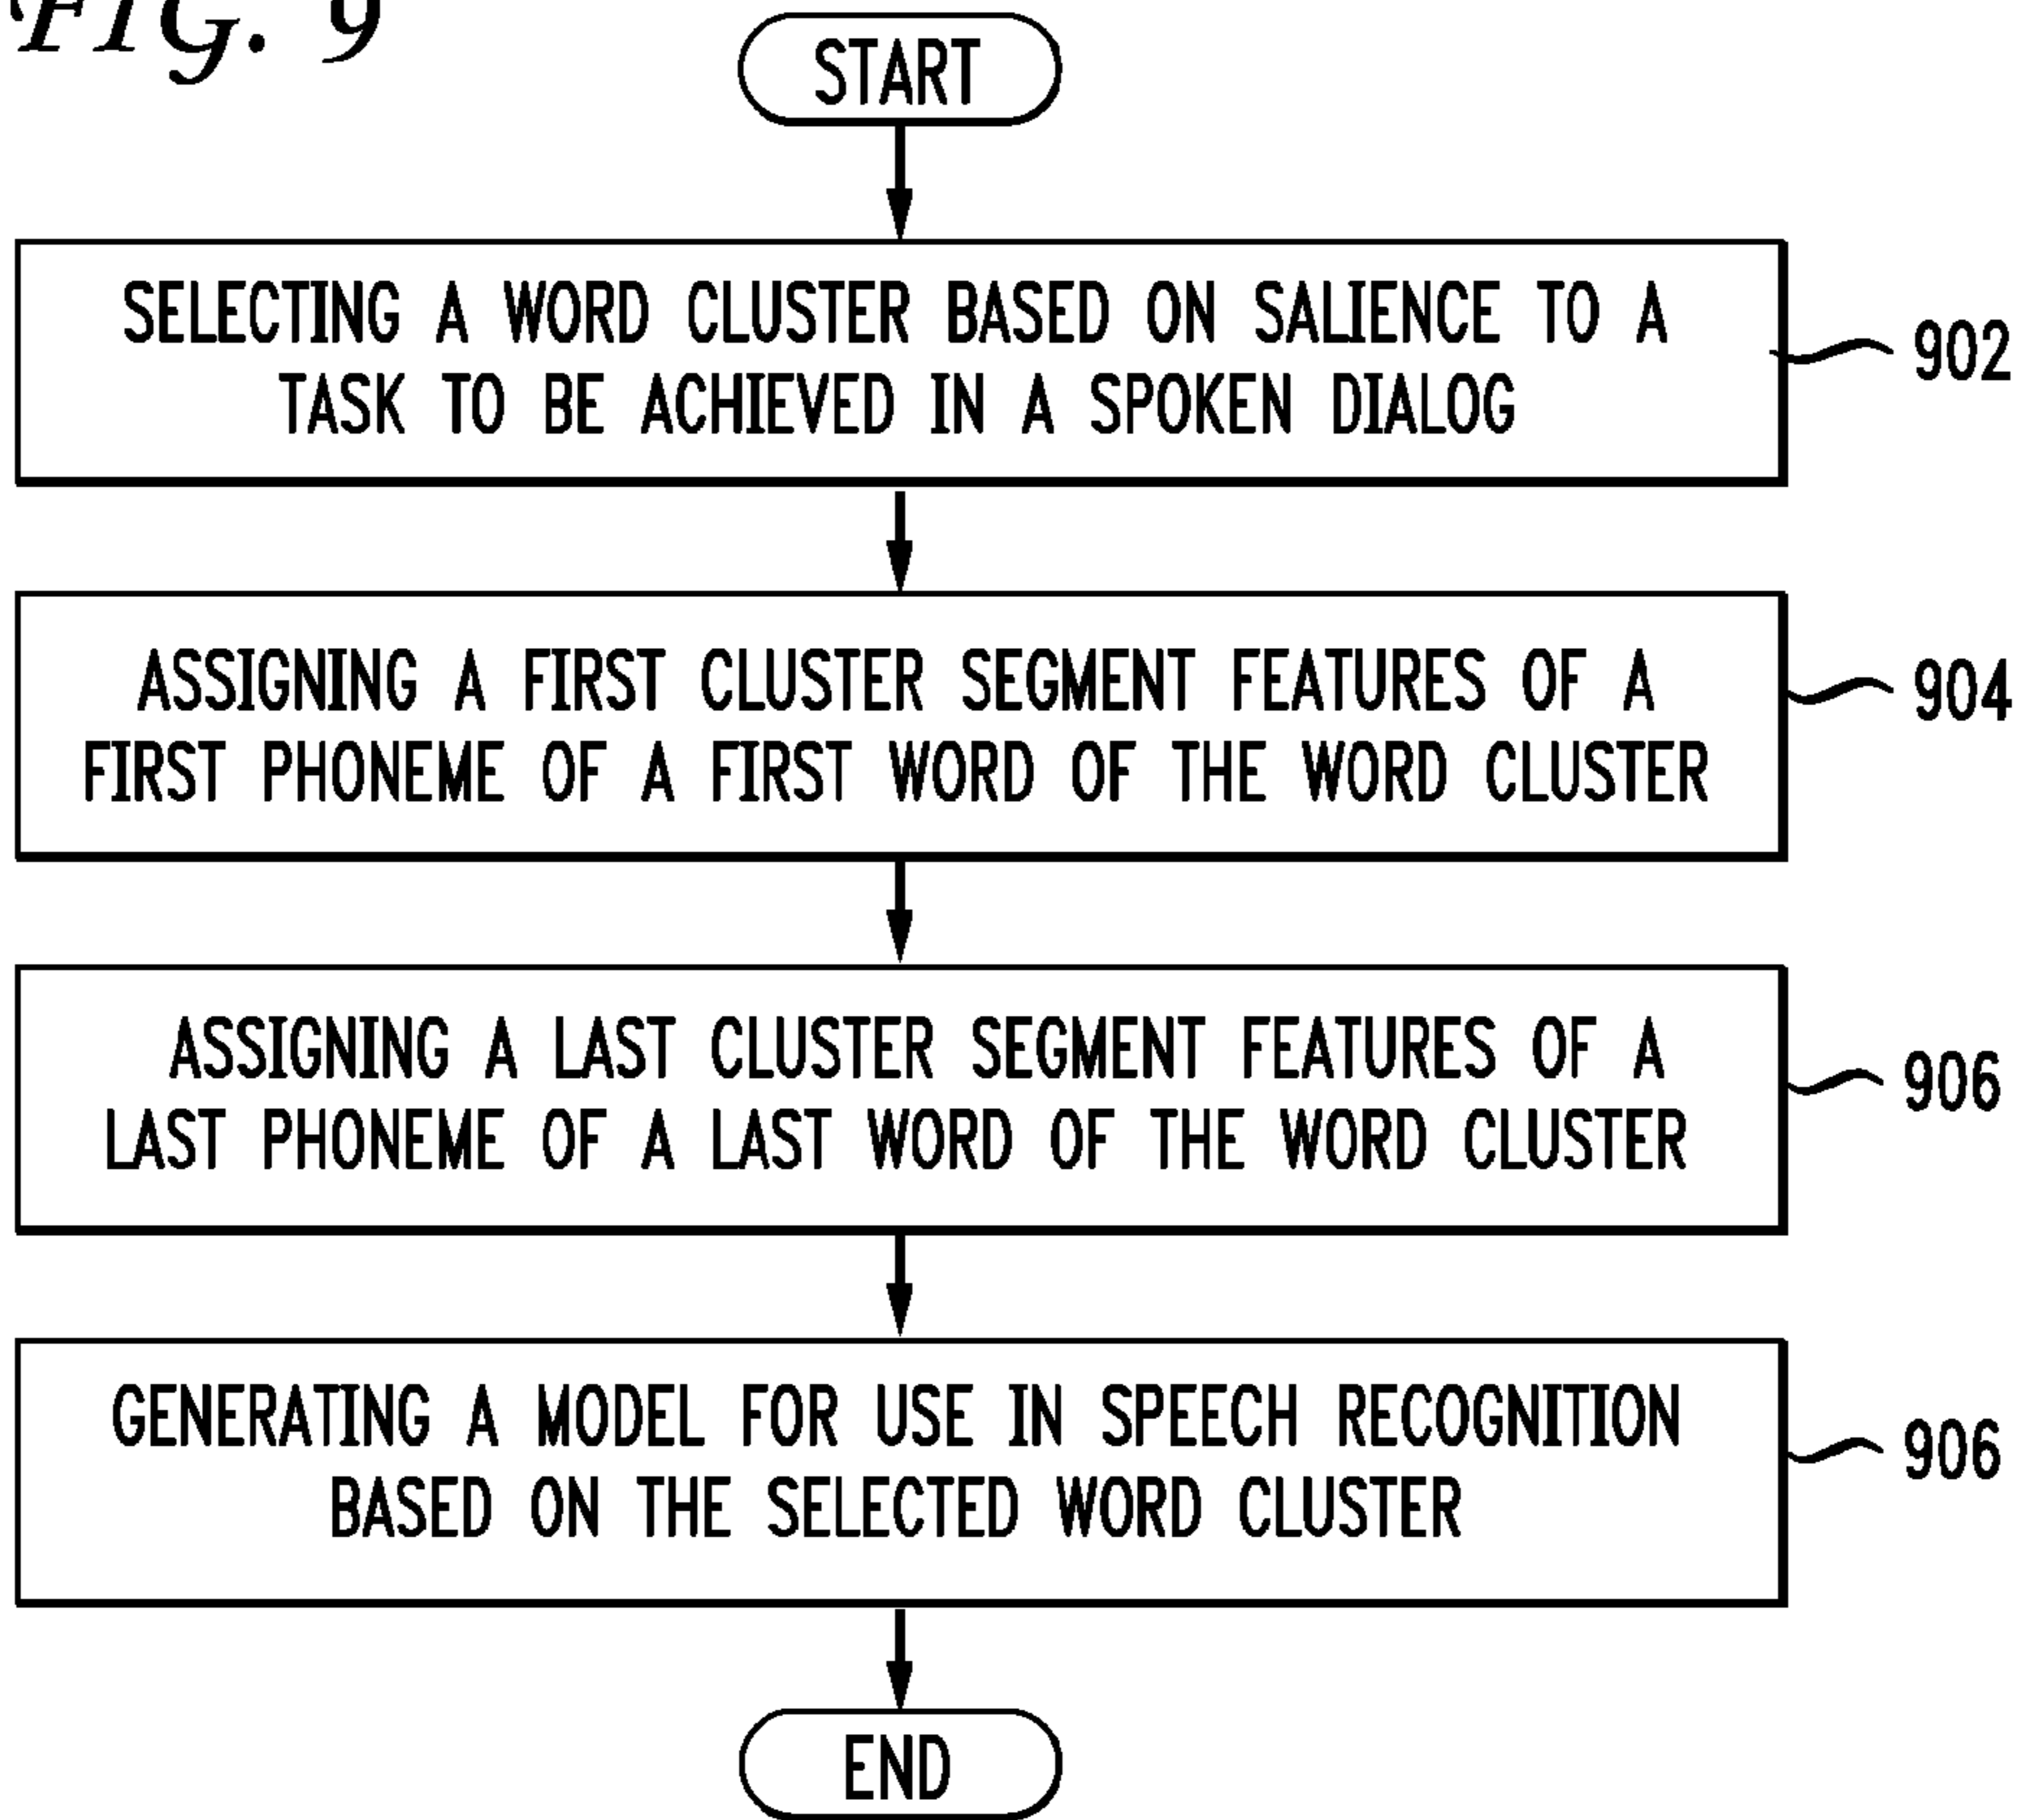 FIG. 9
START
SELECTING A WORD CLUSTER BASED ON SALIENCE TO A
TASK TO BE ACHIEVED IN A SPOKEN DIALOG
902
ASSIGNING A FIRST CLUSTER SEGMENT FEATURES OF A
FIRST PHONEME OF A FIRST WORD OF THE WORD CLUSTER
904
ASSIGNING A LAST CLUSTER SEGMENT FEATURES OF A
LAST PHONEME OF A LAST WORD OF THE WORD CLUSTER
906
GENERATING A MODEL FOR USE IN SPEECH RECOGNITION
BASED ON THE SELECTED WORD CLUSTER
906
END